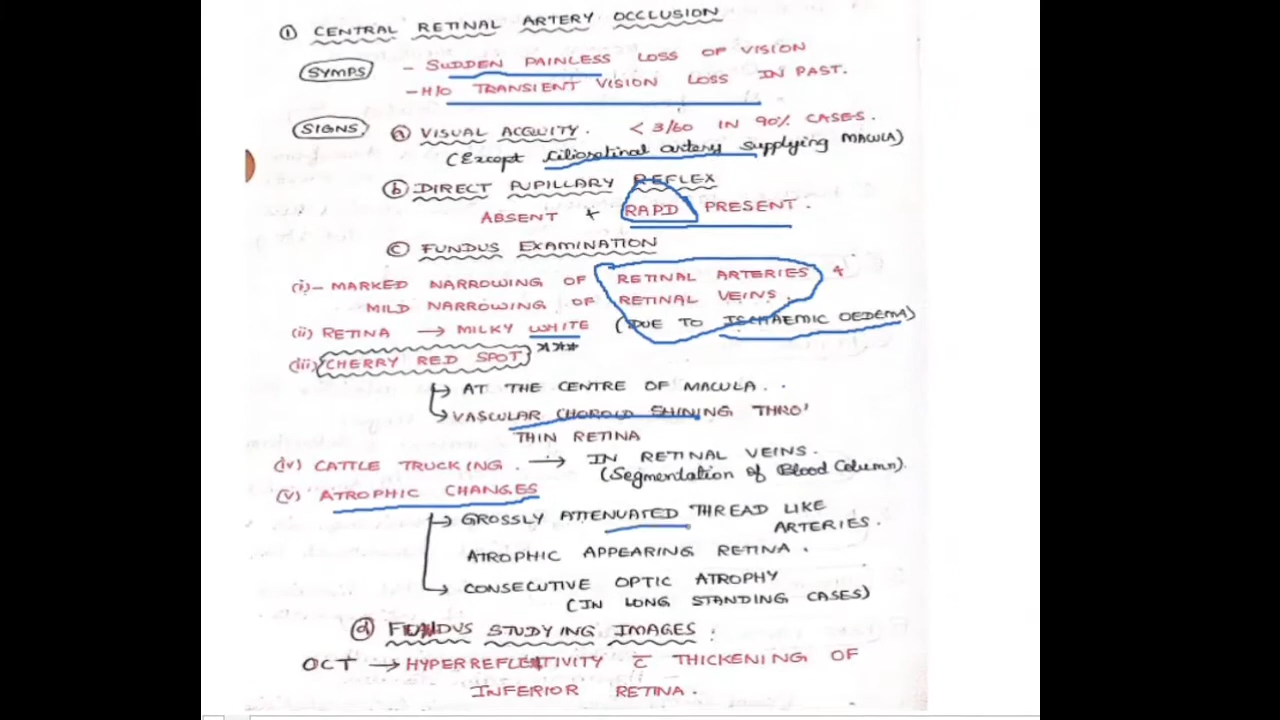 ① CENTRAL RETINAL ARTERY OCCLUSION
SYMPS - SUDDEN PAINLESS LOSS OF VISION
- H/O TRANSIENT VISION LOSS IN PAST.
SIGNS ⓐ VISUAL ACQUITY. < 3/60 IN 90% CASES.
(Except ciliosretinal artery supplying MACULA)
ⓑ DIRECT PUPILLARY REFLEX
ABSENT + RAPD PRESENT.
ⓒ FUNDUS EXAMINATION
(i)- MARKED NARROWING OF RETINAL ARTERIES &
MILD NARROWING OF RETINAL VEINS.
(ii) RETINA → MILKY WHITE (DUE TO ISCHAEMIC OEDEMA)
(iii) CHERRY RED SPOT ***
↳ AT THE CENTRE OF MACULA..
↳ VASCULAR CHOROID SHINING THRO'
THIN RETINA
(iv) CATTLE TRUCKING. → IN RETINAL VEINS.
(Segmentation of Blood Column).
(v) ATROPHIC CHANGES
↳ GROSSLY ATTENUATED THREAD LIKE
ARTERIES.
ATROPHIC APPEARING RETINA.
↳ CONSECUTIVE OPTIC ATROPHY
(IN LONG STANDING CASES)
ⓓ FUNDUS STUDYING IMAGES:
OCT → HYPERREFLECTIVITY c̄ THICKENING OF
INFERIOR RETINA.